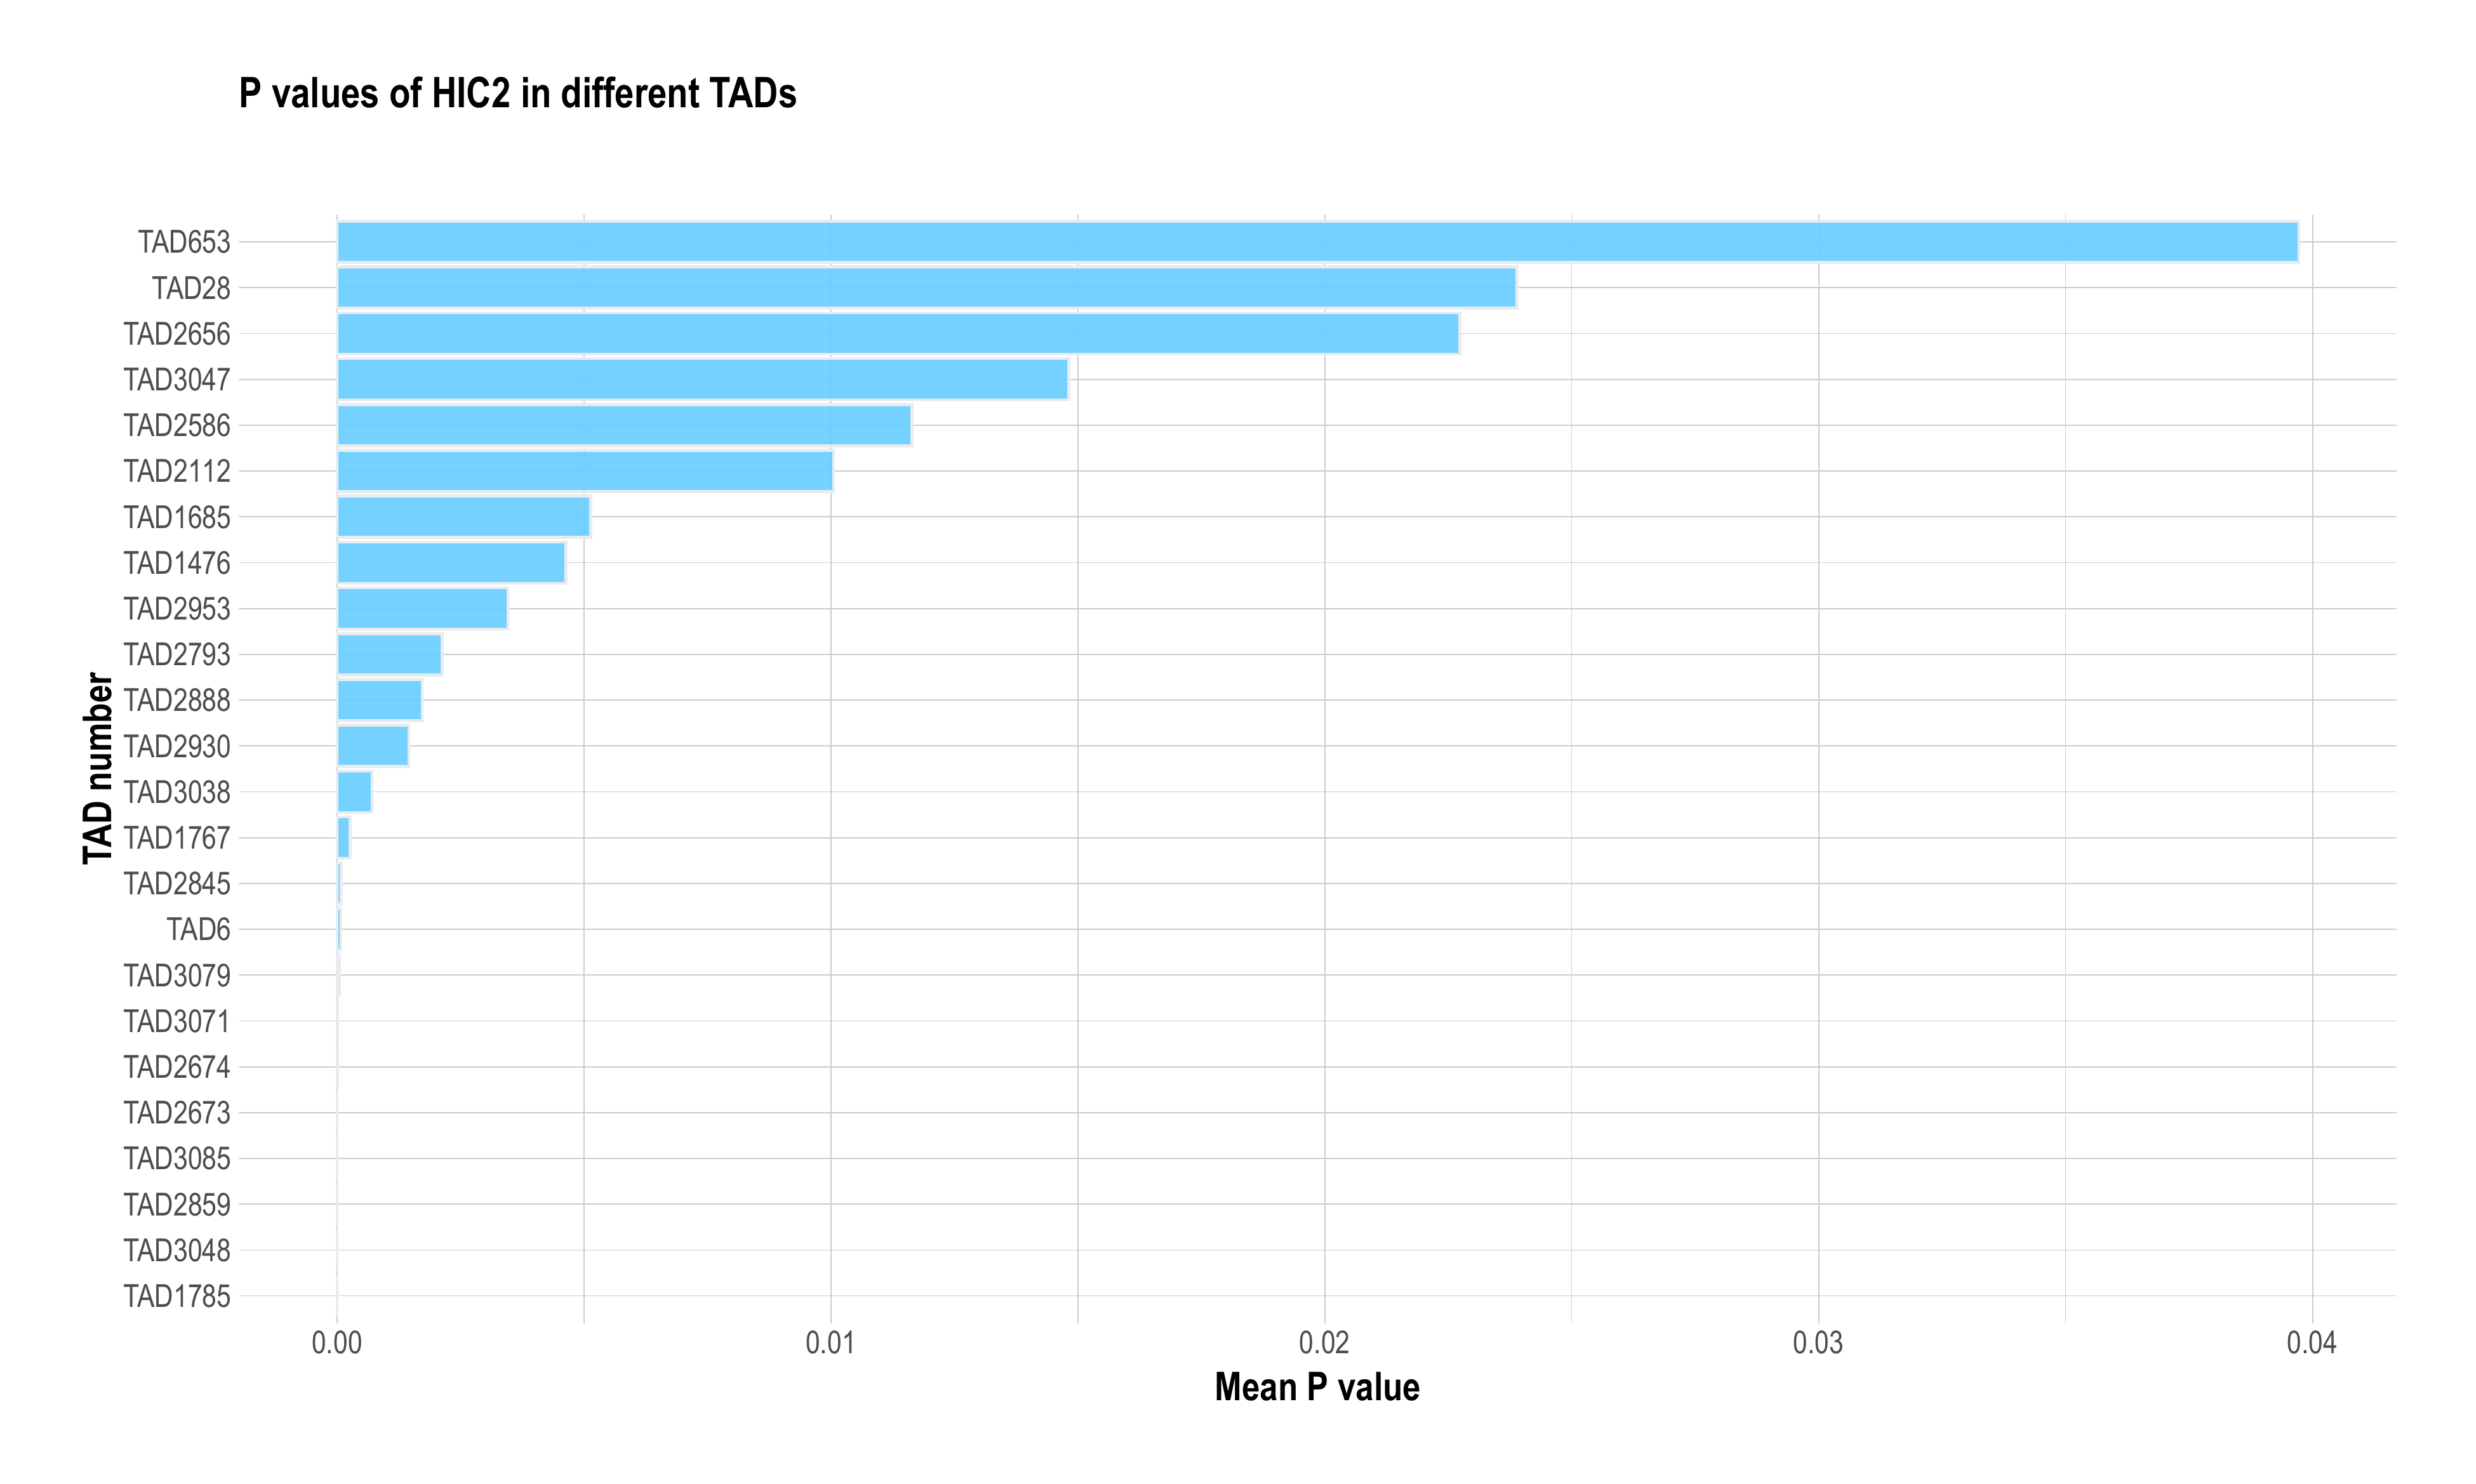 P values of HIC2 in different TADs
TAD653
TAD28
TAD2656
TAD3047
TAD2586
TAD2112
TAD1685
TAD1476
TAD2953
TAD2793
TAD2888
TAD2930
TAD3038
TAD1767
TAD2845
TAD6
TAD3079
TAD3071
TAD2674
TAD2673
TAD3085
TAD2859
TAD3048
TAD1785
TAD number
0.00 0.01 0.02 0.03 0.04
Mean P value